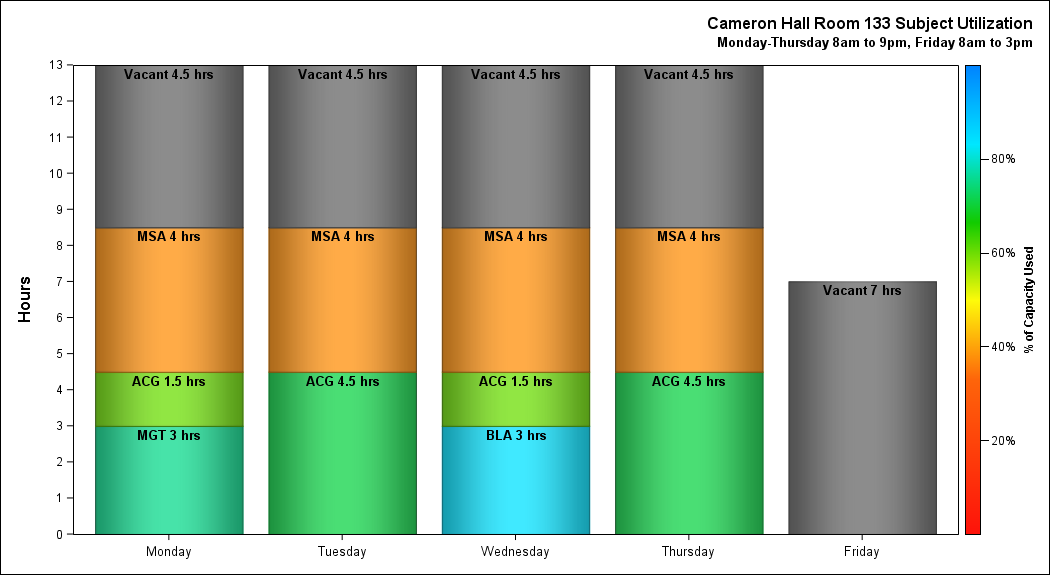 Cameron Hall Room 133 Subject Utilization
Monday-Thursday 8am to 9pm, Friday 8am to 3pm
Hours
13
12
11
10
9
8
7
6
5
4
3
2
1
0
Vacant 4.5 hrs
MSA 4 hrs
ACG 1.5 hrs
MGT 3 hrs
Vacant 4.5 hrs
MSA 4 hrs
ACG 4.5 hrs
Vacant 4.5 hrs
MSA 4 hrs
ACG 1.5 hrs
BLA 3 hrs
Vacant 4.5 hrs
MSA 4 hrs
ACG 4.5 hrs
Vacant 7 hrs
Monday
Tuesday
Wednesday
Thursday
Friday
80%
60%
40%
20%
% of Capacity Used